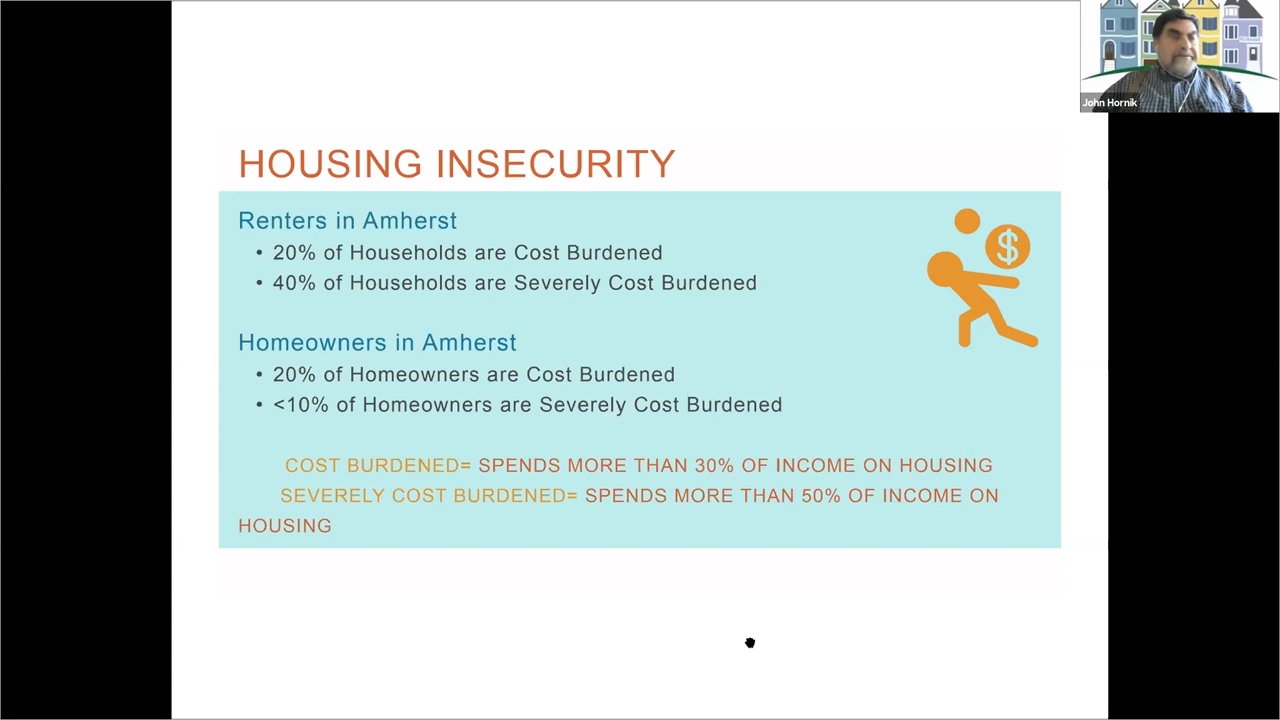 John Hornik
HOUSING INSECURITY
Renters in Amherst
• 20% of Households are Cost Burdened
• 40% of Households are Severely Cost Burdened
$
Homeowners in Amherst
• 20% of Homeowners are Cost Burdened
• <10% of Homeowners are Severely Cost Burdened
COST BURDENED= SPENDS MORE THAN 30% OF INCOME ON HOUSING
SEVERELY COST BURDENED= SPENDS MORE THAN 50% OF INCOME ON
HOUSING